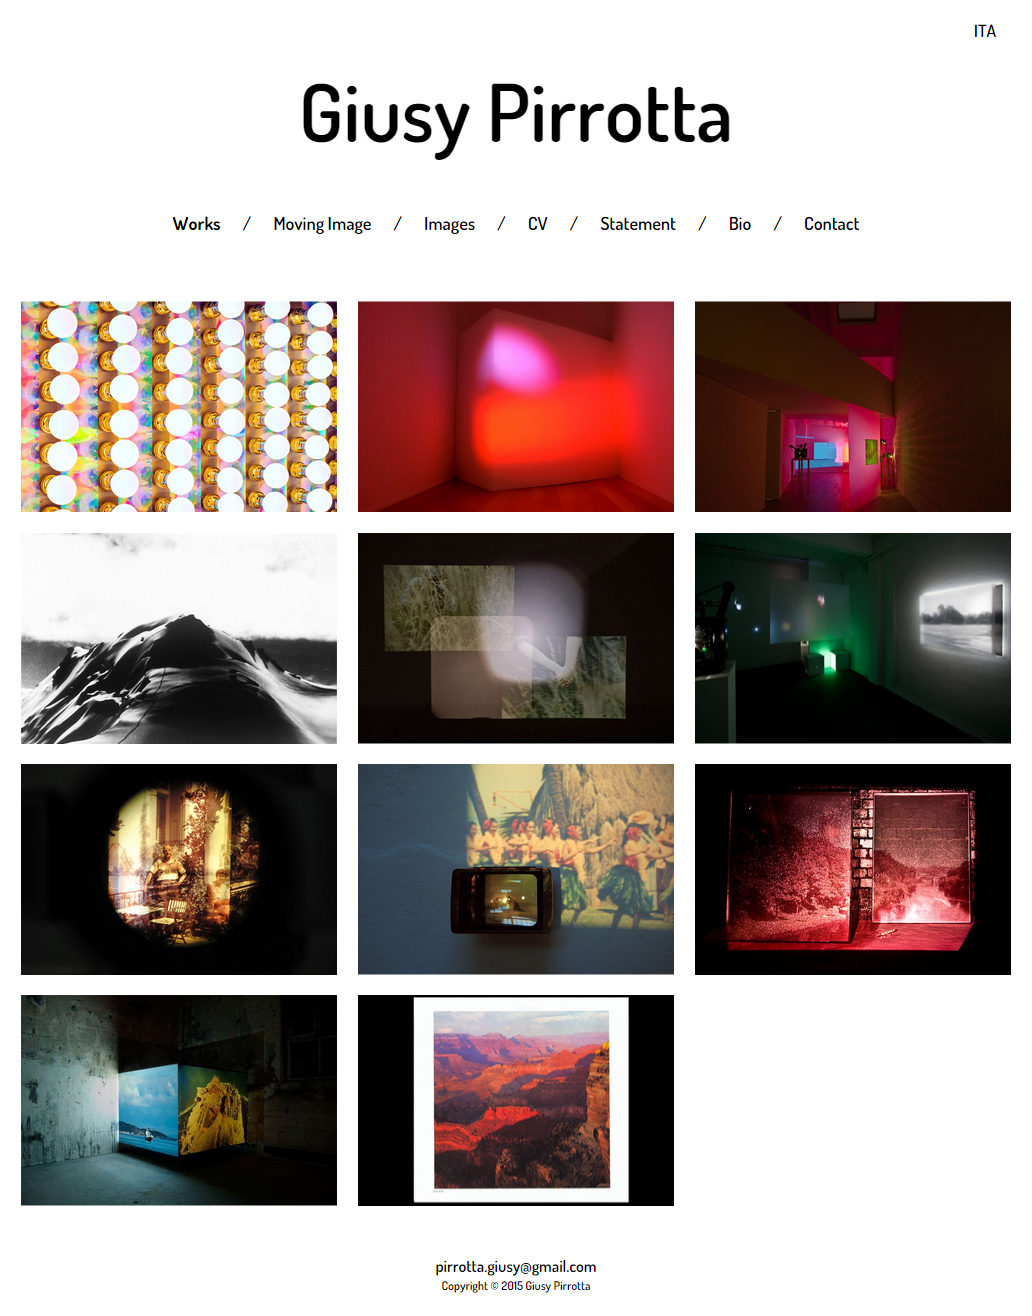 ITA
Giusy Pirrotta
Works / Moving Image / Images / CV / Statement / Bio / Contact
pirrotta.giusy@gmail.com
Copyright © 2015 Giusy Pirrotta